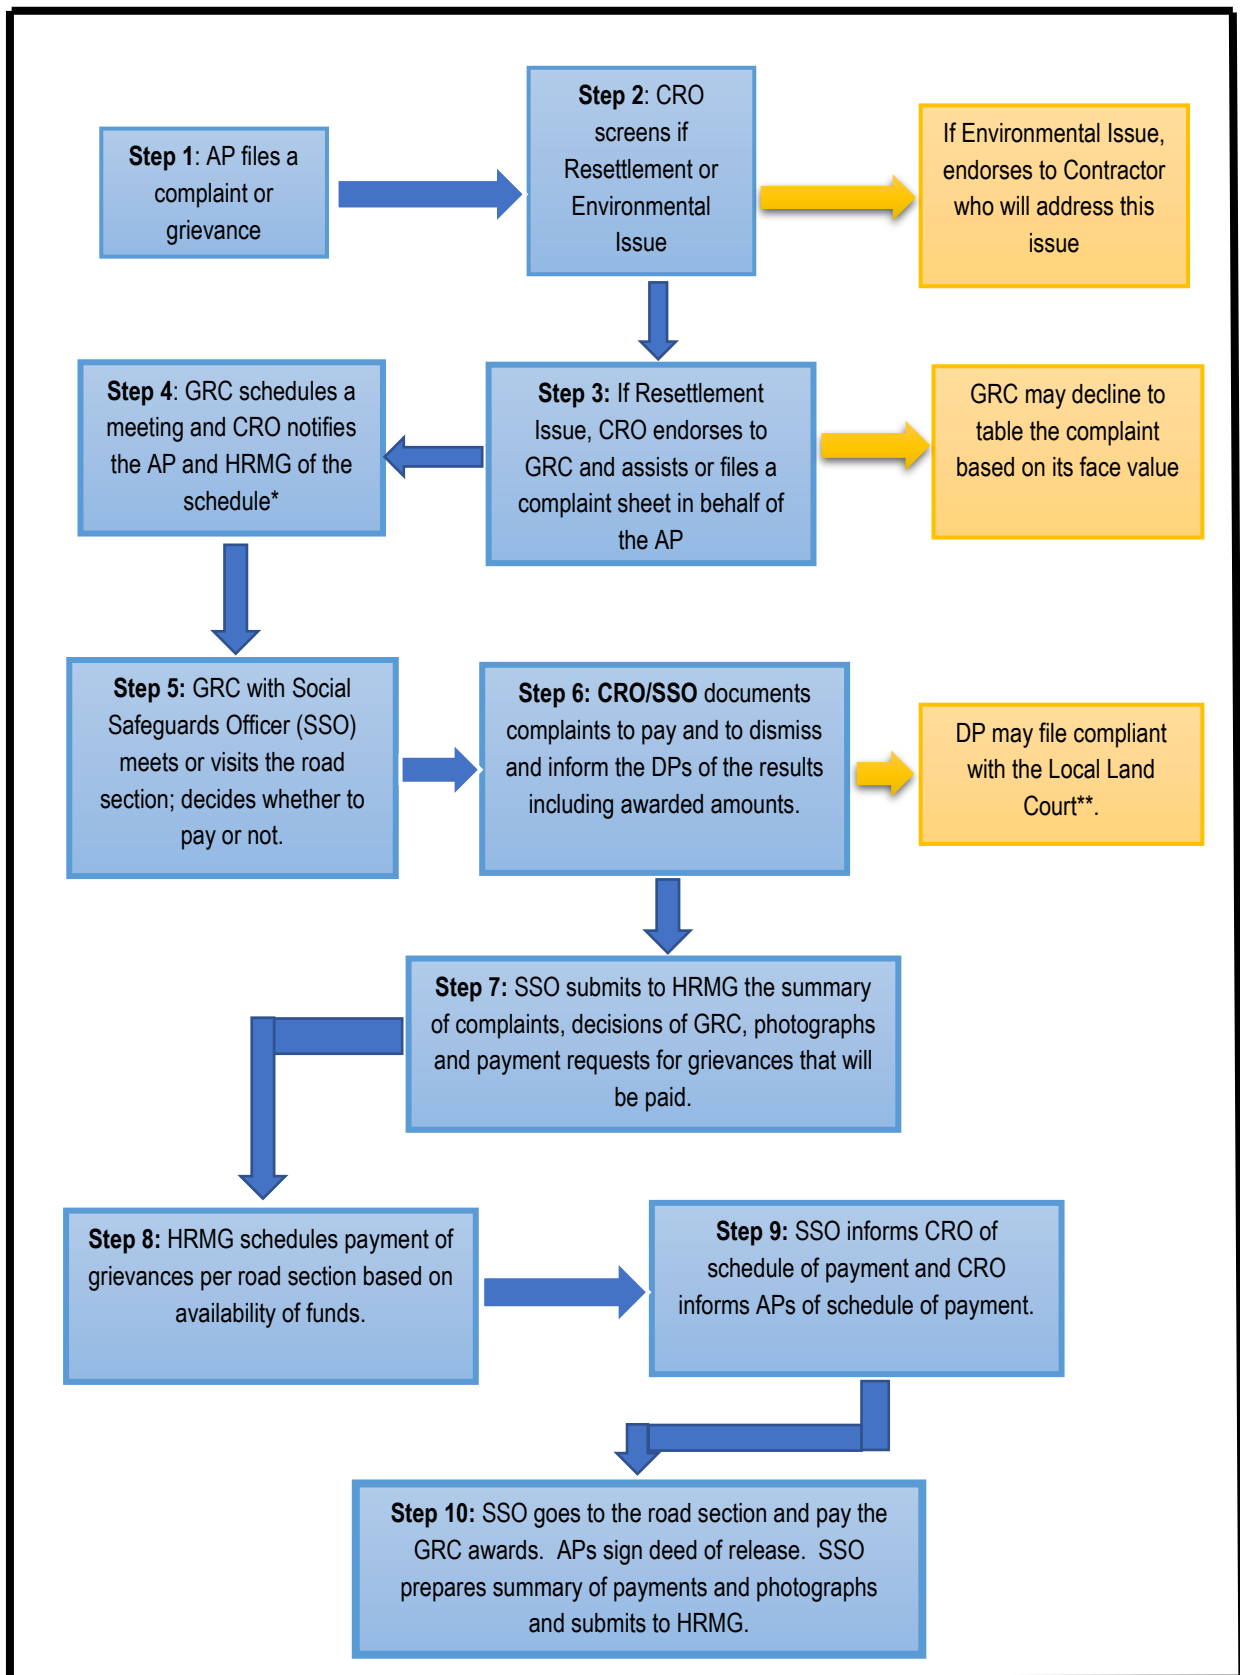 Step 1: AP files a
complaint or
grievance
Step 2: CRO
screens if
Resettlement or
Environmental
Issue
If Environmental Issue,
endorses to Contractor
who will address this
issue
Step 3: If Resettlement
Issue, CRO endorses to
GRC and assists or files a
complaint sheet in behalf of
the AP
GRC may decline to
table the complaint
based on its face value
Step 4: GRC schedules a
meeting and CRO notifies
the AP and HRMG of the
schedule*
Step 5: GRC with Social
Safeguards Officer (SSO)
meets or visits the road
section; decides whether to
pay or not.
Step 6: CRO/SSO documents
complaints to pay and to dismiss
and inform the DPs of the results
including awarded amounts.
DP may file compliant
with the Local Land
Court**.
Step 7: SSO submits to HRMG the summary
of complaints, decisions of GRC, photographs
and payment requests for grievances that will
be paid.
Step 8: HRMG schedules payment of
grievances per road section based on
availability of funds.
Step 9: SSO informs CRO of
schedule of payment and CRO
informs APs of schedule of payment.
Step 10: SSO goes to the road section and pay the
GRC awards. APs sign deed of release. SSO
prepares summary of payments and photographs
and submits to HRMG.